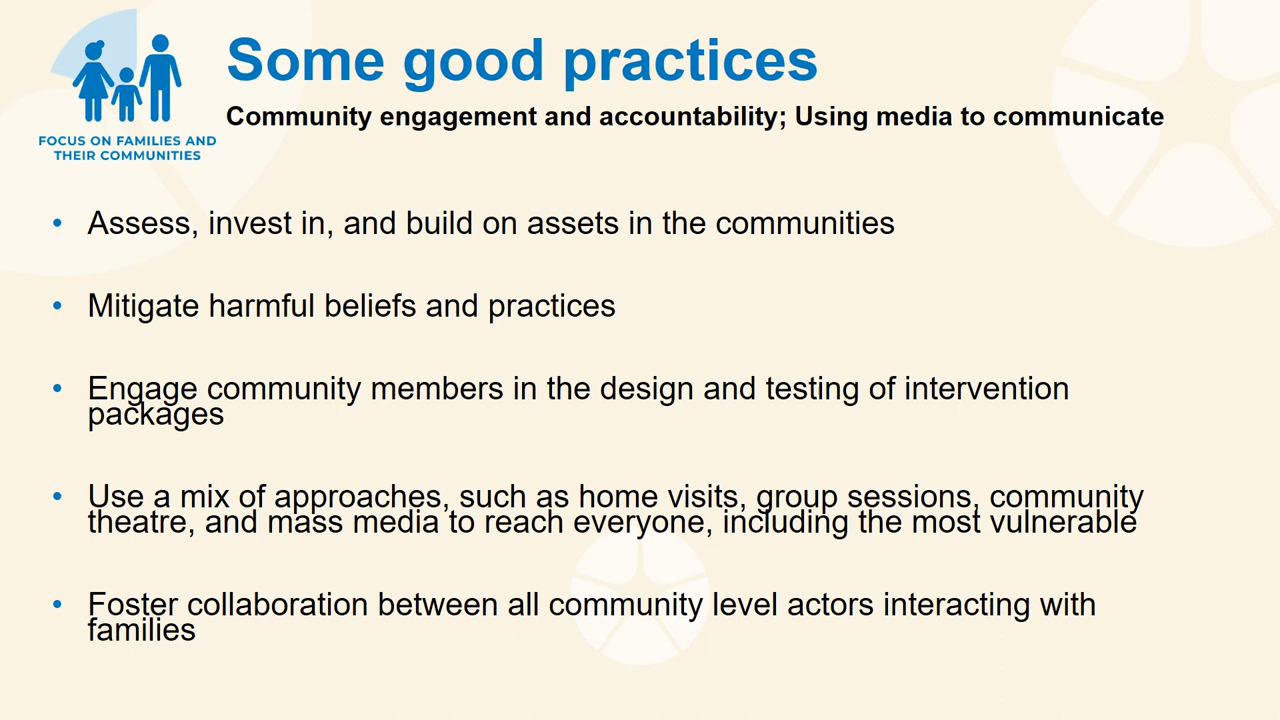 Some good practices
Community engagement and accountability; Using media to communicate
FOCUS ON FAMILIES AND
THEIR COMMUNITIES
• Assess, invest in, and build on assets in the communities
• Mitigate harmful beliefs and practices
• Engage community members in the design and testing of intervention
packages
• Use a mix of approaches, such as home visits, group sessions, community
theatre, and mass media to reach everyone, including the most vulnerable
• Foster collaboration between all community level actors interacting with
families